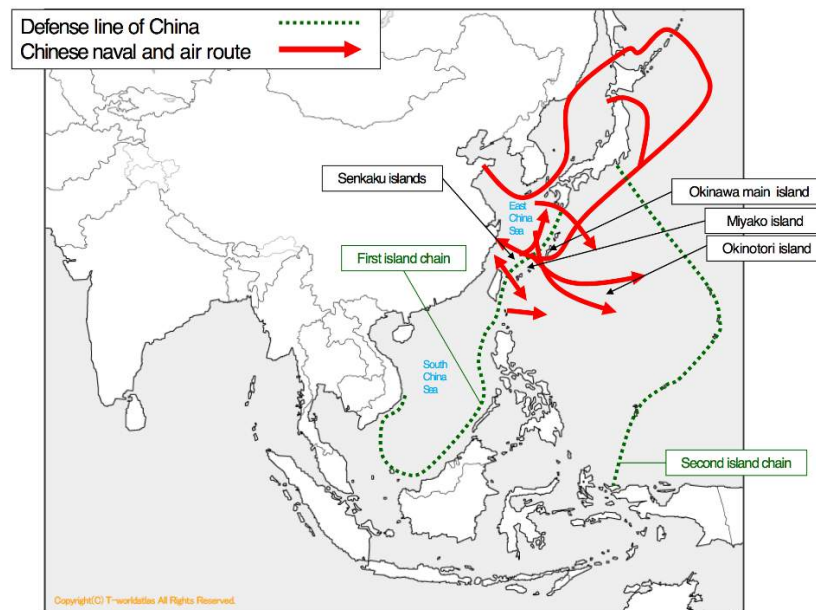 Defense line of China
Chinese naval and air route
Senkaku islands
Okinawa main island
East
China
Sea
Miyako island
Okinotori island
First island chain
South
China
Sea
Second island chain
Copyright(C) T-worldatlas All Rights Reserved.